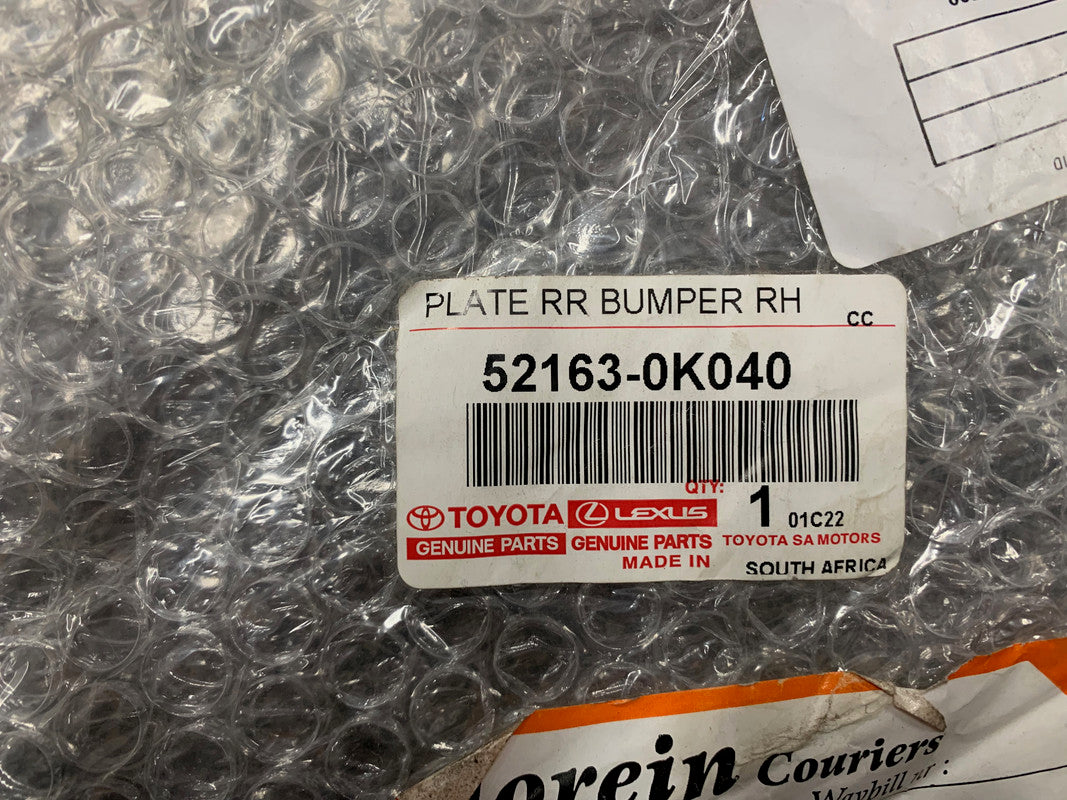 PLATE RR BUMPER RH
CC
52163-0K040
QTY: 1 01C22
TOYOTA LEXUS
TOYOTA SA MOTORS
GENUINE PARTS GENUINE PARTS
MADE IN SOUTH AFRICA
Couriers